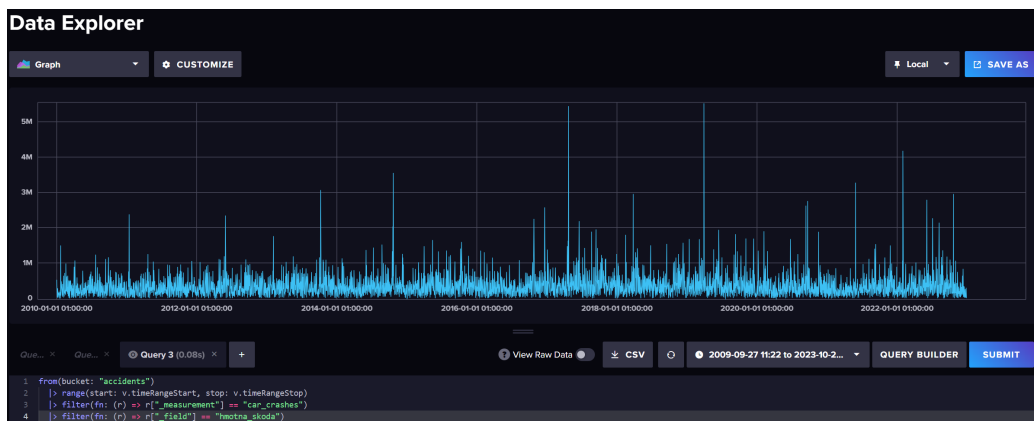 Data Explorer
Graph CUSTOMIZE Local SAVE AS
5M
4M
3M
2M
1M
0
2010-01-01 01:00:00 2012-01-01 01:00:00 2014-01-01 01:00:00 2016-01-01 01:00:00 2018-01-01 01:00:00 2020-01-01 01:00:00 2022-01-01 01:00:00
Que... × Que... × Query 3 (0.08s) × + View Raw Data CSV 2009-09-27 11:22 to 2023-10-2... QUERY BUILDER SUBMIT
1 from(bucket: "accidents")
2 |> range(start: v.timeRangeStart, stop: v.timeRangeStop)
3 |> filter(fn: (r) => r["_measurement"] == "car_crashes")
4 |> filter(fn: (r) => r["_field"] == "hmotna_skoda")